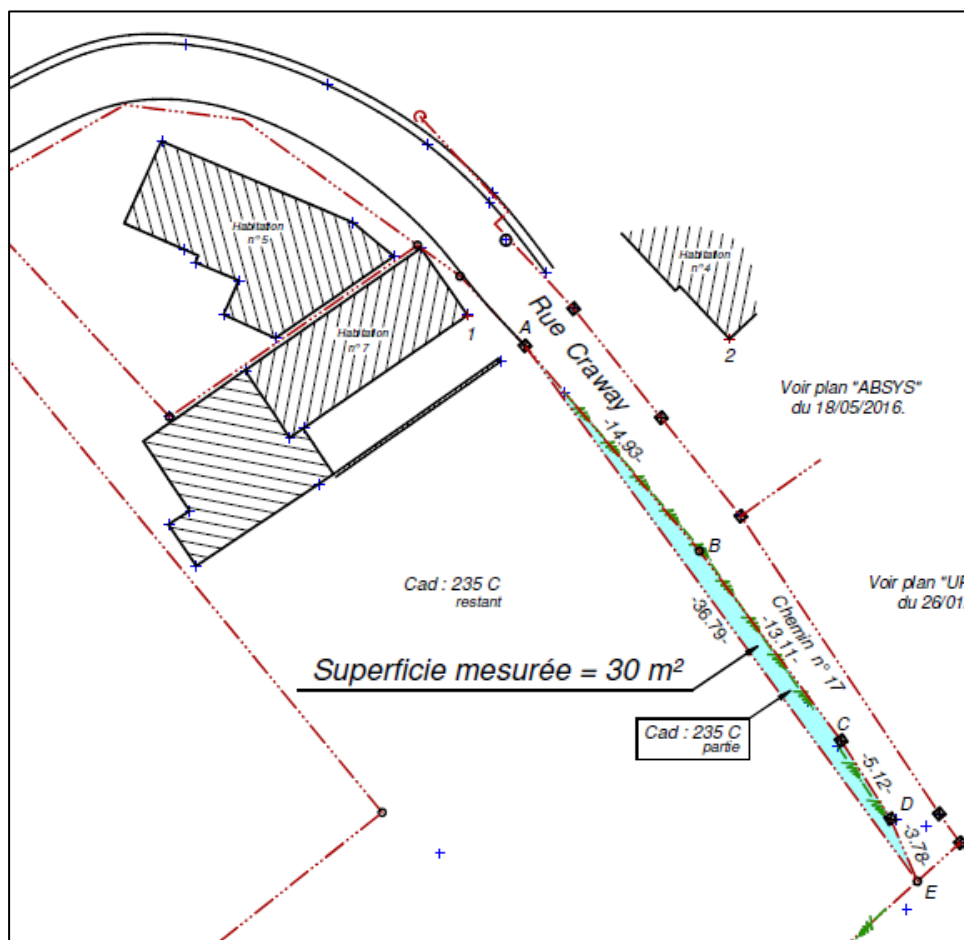 Habitation
n° 5
Habitation
n° 4
Habitation
n° 7
1
A
Rue Craway
2
Voir plan "ABSYS"
du 18/05/2016.
-14.93-
B
Cad : 235 C
restant
-36.79-
Chemin n° 17
-13.11-
Voir plan
du 26/01
Superficie mesurée = 30 m²
Cad : 235 C
partie
C
-5.12-
D
-3.78-
E